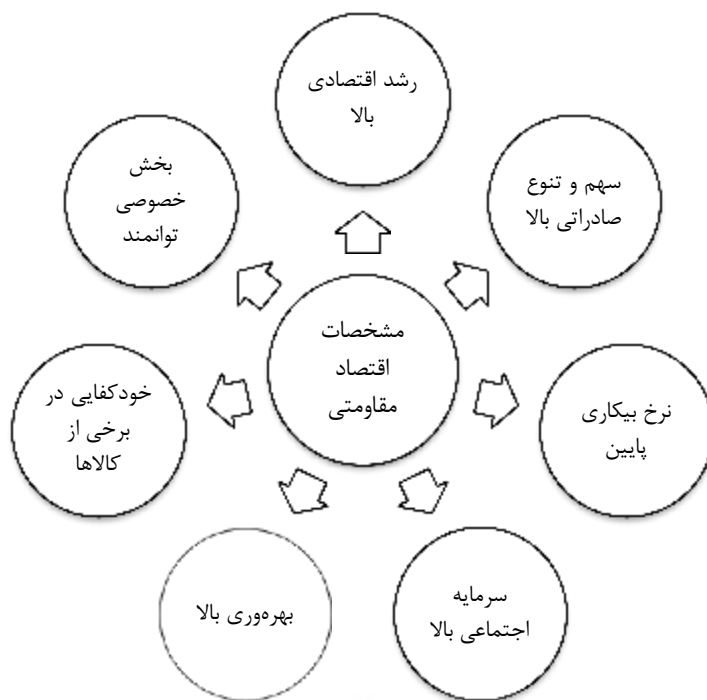 رشد اقتصادی
بالا
سهم و تنوع
صادراتی بالا
نرخ بیکاری
پایین
سرمایه
اجتماعی بالا
بهره‌وری بالا
خودکفایی در
برخی از
کالاها
بخش
خصوصی
توانمند
مشخصات
اقتصاد
مقاومتی